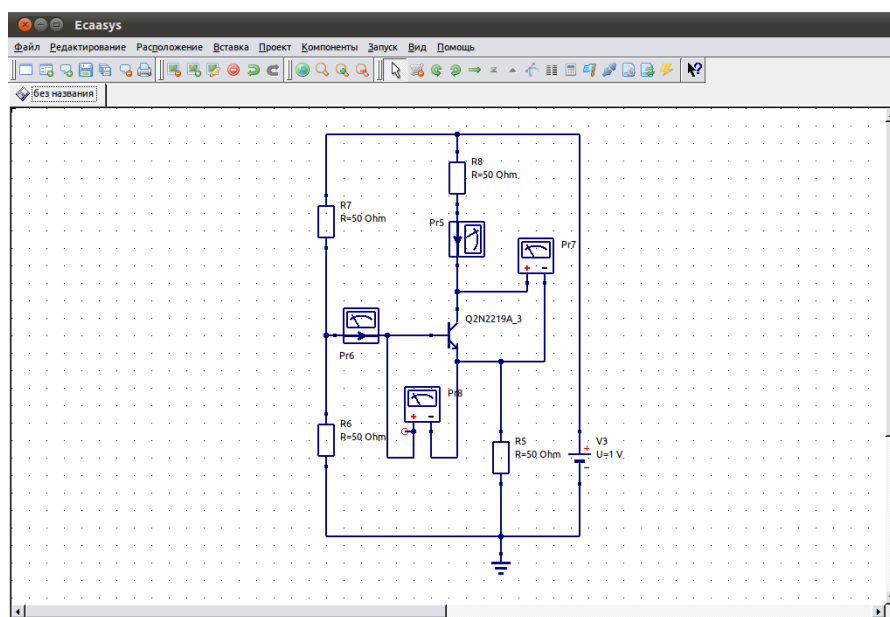 Ecaasys
Файл Редактирование Расположение Вставка Проект Компоненты Запуск Вид Помощь
без названия
R8
R=50 Ohm
R7
R=50 Ohm
Pr5
Pr7
Q2N2219A_3
Pr6
Pr8
R6
R=50 Ohm
R5
R=50 Ohm
V3
U=1 V